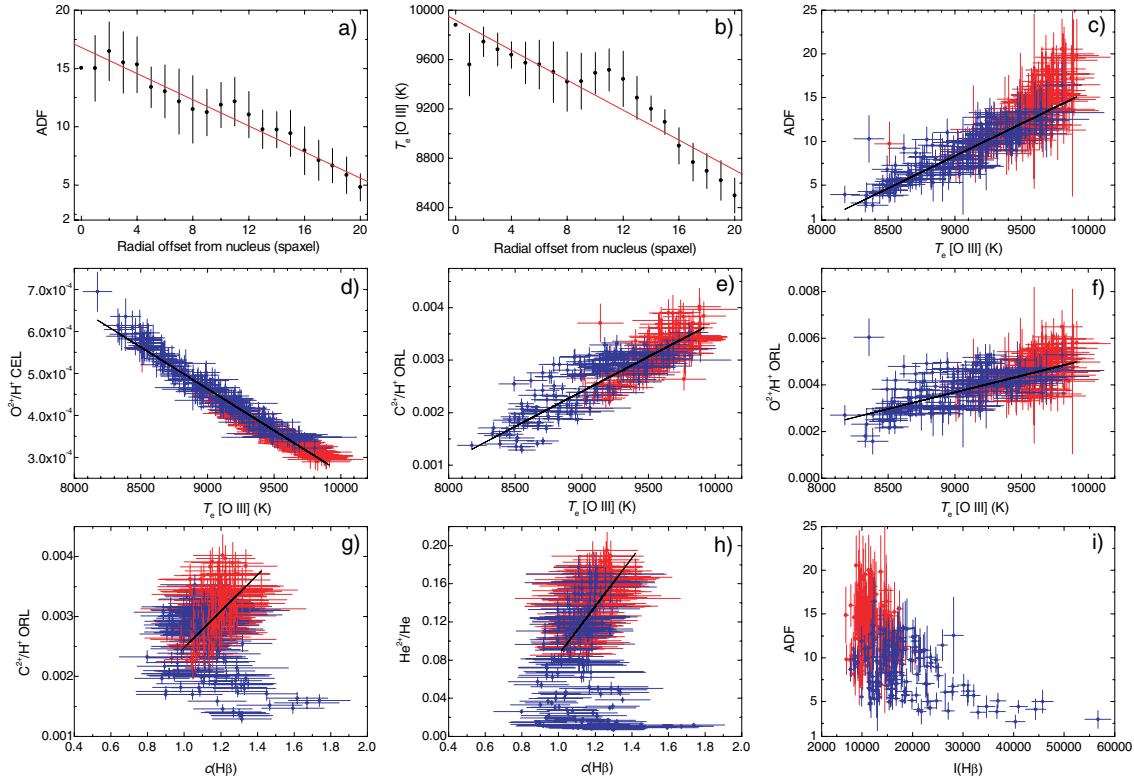 a)
20
15
10
5
2
ADF
0 4 8 12 16 20
Radial offset from nucleus (spaxel)
b)
10000
9600
9200
8800
8400
Te [O III] (K)
0 4 8 12 16 20
Radial offset from nucleus (spaxel)
c)
25
20
15
10
5
1
ADF
8000 8500 9000 9500 10000
Te [O III] (K)
d)
7.0x10-4
6.0x10-4
5.0x10-4
4.0x10-4
3.0x10-4
O2+/H+ CEL
8000 8500 9000 9500 10000
Te [O III] (K)
e)
0.004
0.003
0.002
0.001
C2+/H+ ORL
8000 8500 9000 9500 10000
Te [O III] (K)
f)
0.008
0.006
0.004
0.002
0.000
O2+/H+ ORL
8000 8500 9000 9500 10000
Te [O III] (K)
g)
0.004
0.003
0.002
0.001
C2+/H+ ORL
0.4 0.6 0.8 1.0 1.2 1.4 1.6 1.8 2.0
c(Hβ)
h)
0.20
0.16
0.12
0.08
0.04
0.00
He2+/He
0.4 0.6 0.8 1.0 1.2 1.4 1.6 1.8 2.0
c(Hβ)
i)
25
20
15
10
5
1
ADF
2000 10000 20000 30000 40000 50000 60000
I(Hβ)